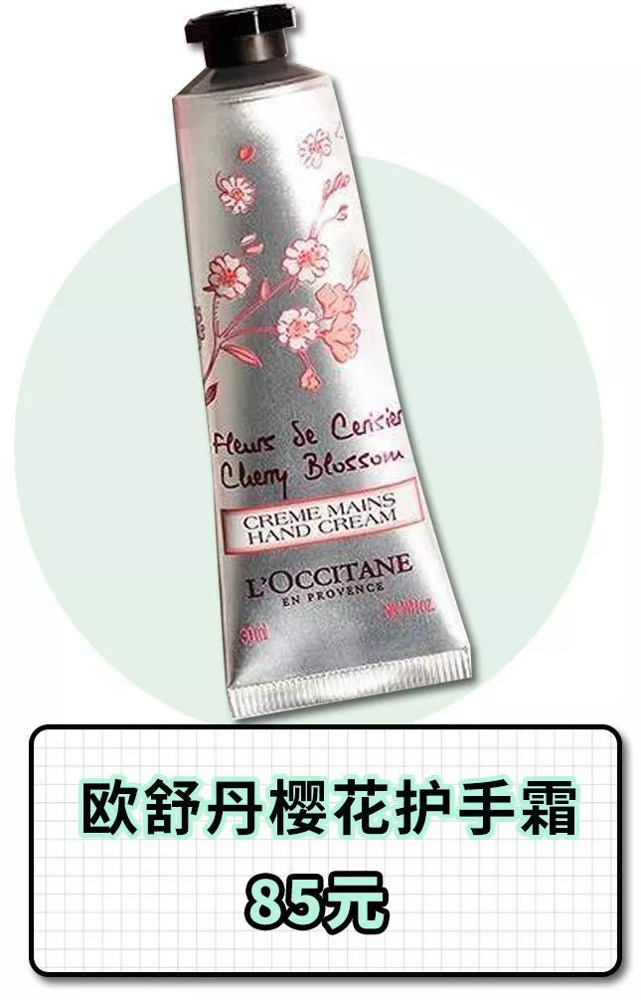 Fleurs de Cerisier
Cherry Blossom
CREME MAINS
HAND CREAM
L'OCCITANE
EN PROVENCE
欧舒丹樱花护手霜
85元